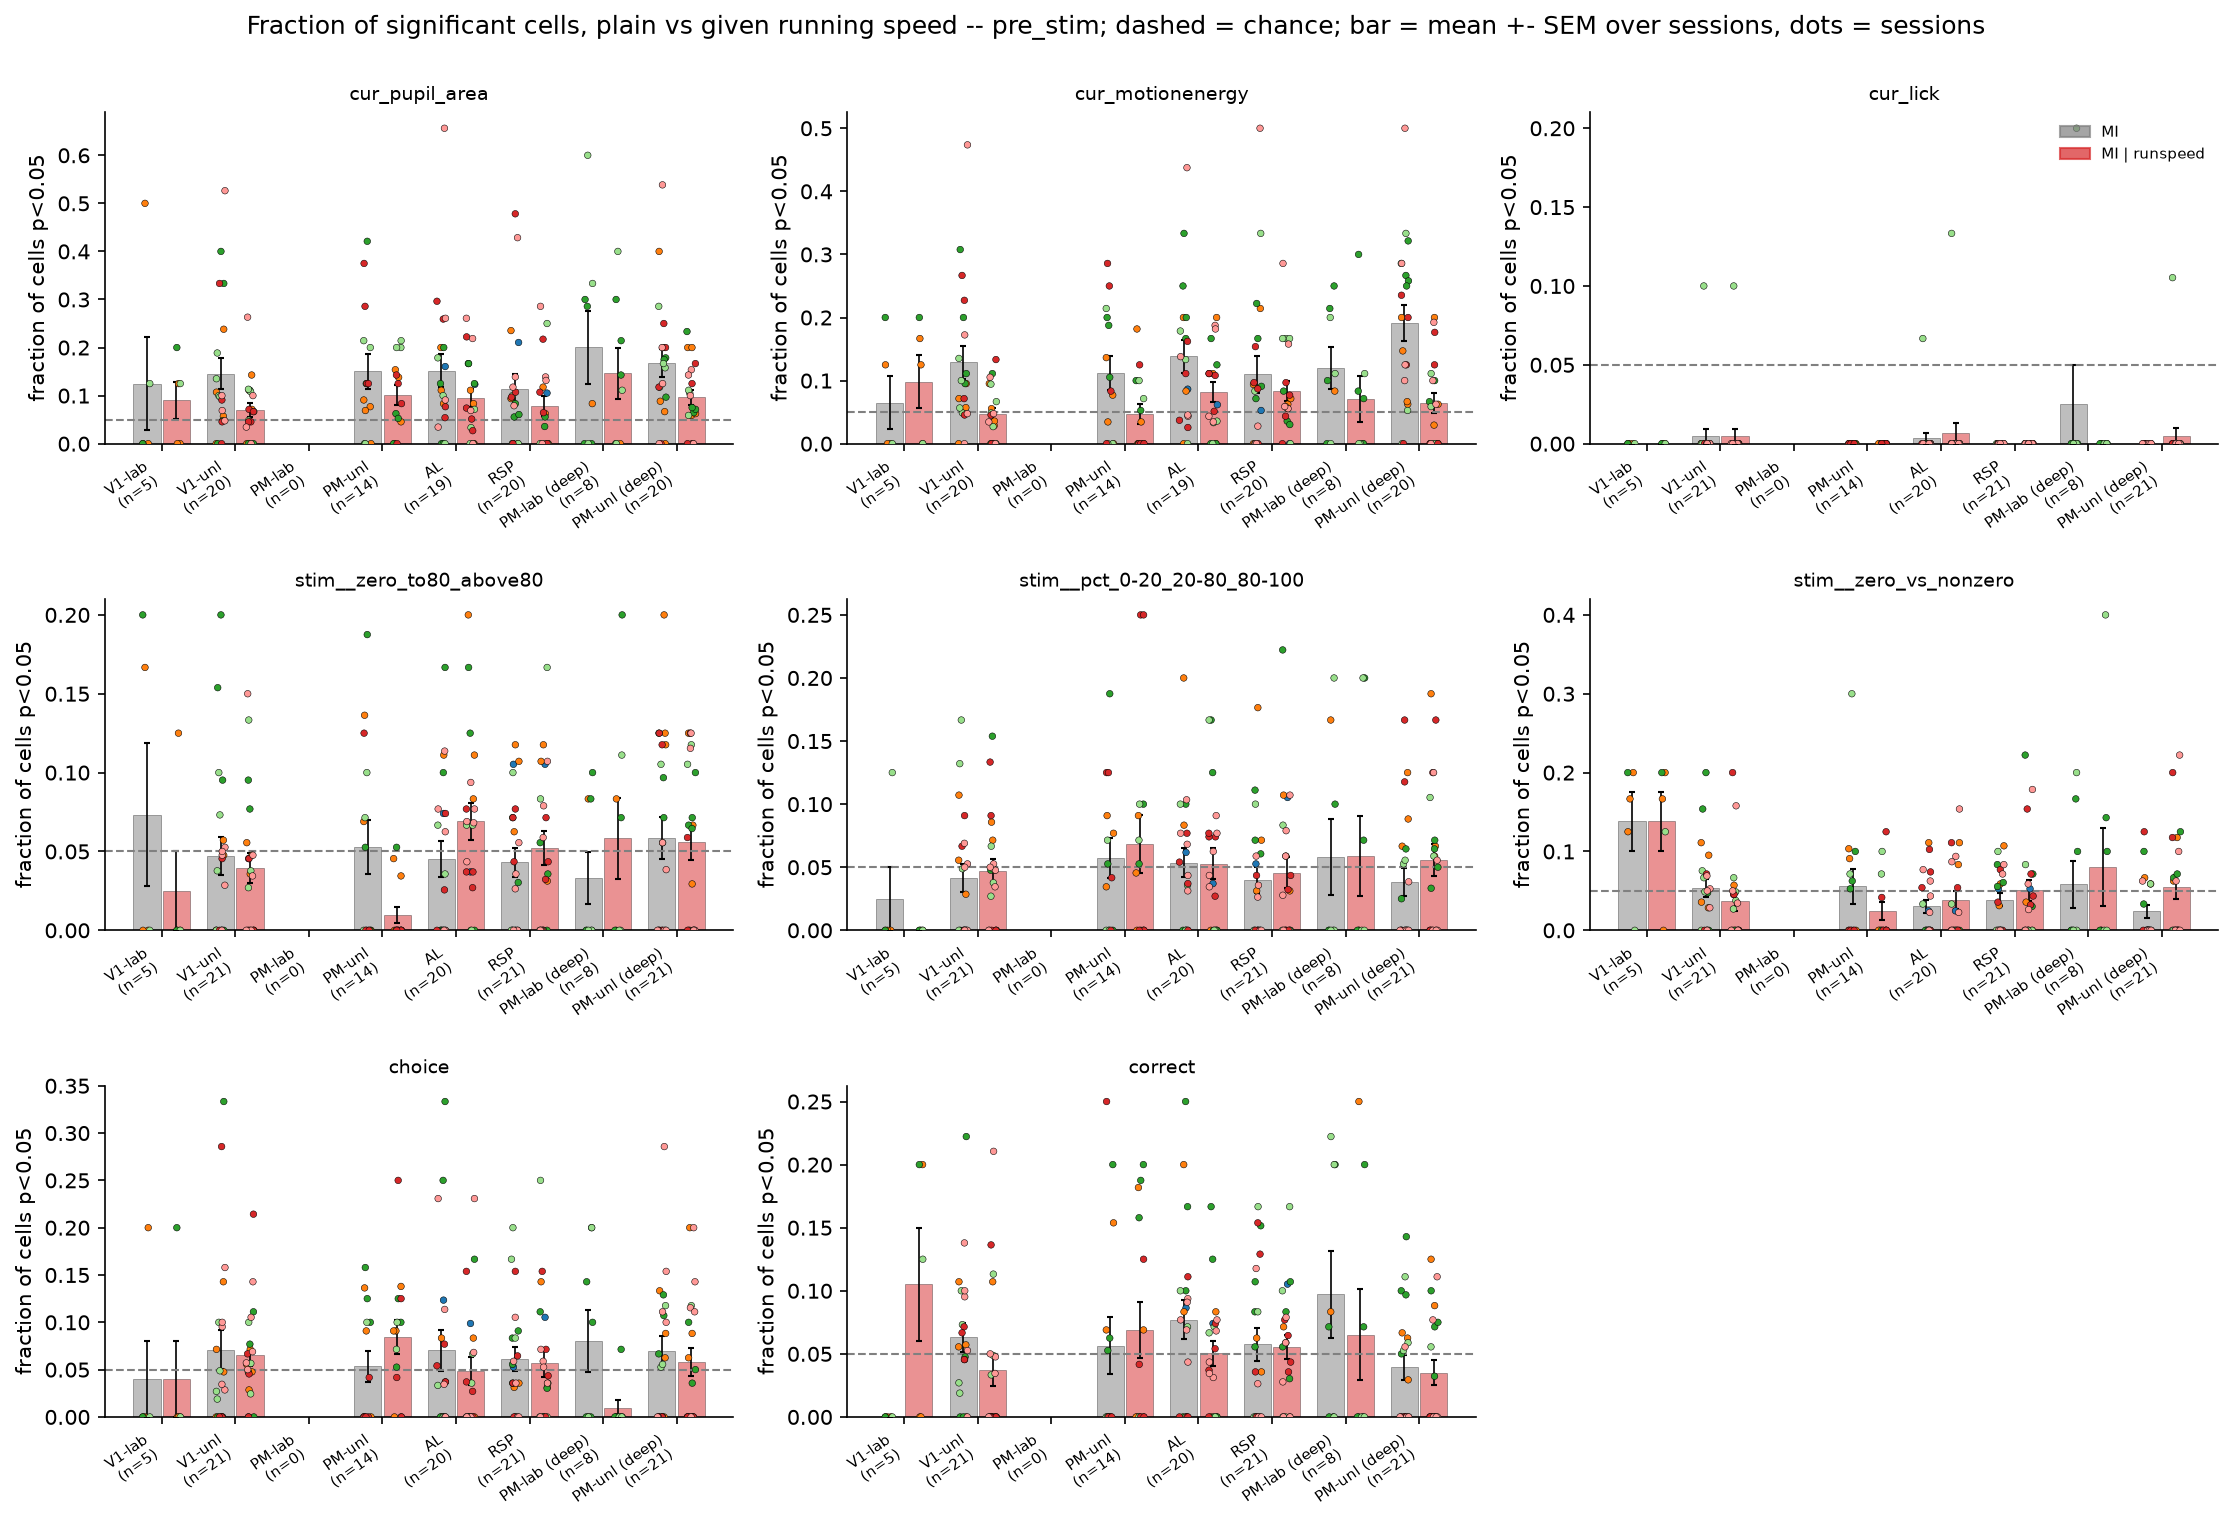 Fraction of significant cells, plain vs given running speed -- pre_stim; dashed = chance; bar = mean +- SEM over sessions, dots = sessions
cur_pupil_area
fraction of cells p<0.05
0.6
0.5
0.4
0.3
0.2
0.1
0.0
V1-lab
(n=5)
V1-unl
(n=20)
PM-lab
(n=0)
PM-unl
(n=14)
AL
(n=19)
RSP
(n=20)
PM-lab (deep)
(n=8)
PM-unl (deep)
(n=20)
cur_motionenergy
fraction of cells p<0.05
0.5
0.4
0.3
0.2
0.1
0.0
V1-lab
(n=5)
V1-unl
(n=20)
PM-lab
(n=0)
PM-unl
(n=14)
AL
(n=19)
RSP
(n=20)
PM-lab (deep)
(n=8)
PM-unl (deep)
(n=20)
cur_lick
MI
MI | runspeed
fraction of cells p<0.05
0.20
0.15
0.10
0.05
0.00
V1-lab
(n=5)
V1-unl
(n=21)
PM-lab
(n=0)
PM-unl
(n=14)
AL
(n=20)
RSP
(n=21)
PM-lab (deep)
(n=8)
PM-unl (deep)
(n=21)
stim__zero_to80_above80
fraction of cells p<0.05
0.20
0.15
0.10
0.05
0.00
V1-lab
(n=5)
V1-unl
(n=21)
PM-lab
(n=0)
PM-unl
(n=14)
AL
(n=20)
RSP
(n=21)
PM-lab (deep)
(n=8)
PM-unl (deep)
(n=21)
stim__pct_0-20_20-80_80-100
fraction of cells p<0.05
0.25
0.20
0.15
0.10
0.05
0.00
V1-lab
(n=5)
V1-unl
(n=21)
PM-lab
(n=0)
PM-unl
(n=14)
AL
(n=20)
RSP
(n=21)
PM-lab (deep)
(n=8)
PM-unl (deep)
(n=21)
stim__zero_vs_nonzero
fraction of cells p<0.05
0.4
0.3
0.2
0.1
0.0
V1-lab
(n=5)
V1-unl
(n=21)
PM-lab
(n=0)
PM-unl
(n=14)
AL
(n=20)
RSP
(n=21)
PM-lab (deep)
(n=8)
PM-unl (deep)
(n=21)
choice
fraction of cells p<0.05
0.35
0.30
0.25
0.20
0.15
0.10
0.05
0.00
V1-lab
(n=5)
V1-unl
(n=21)
PM-lab
(n=0)
PM-unl
(n=14)
AL
(n=20)
RSP
(n=21)
PM-lab (deep)
(n=8)
PM-unl (deep)
(n=21)
correct
fraction of cells p<0.05
0.25
0.20
0.15
0.10
0.05
0.00
V1-lab
(n=5)
V1-unl
(n=21)
PM-lab
(n=0)
PM-unl
(n=14)
AL
(n=20)
RSP
(n=21)
PM-lab (deep)
(n=8)
PM-unl (deep)
(n=21)